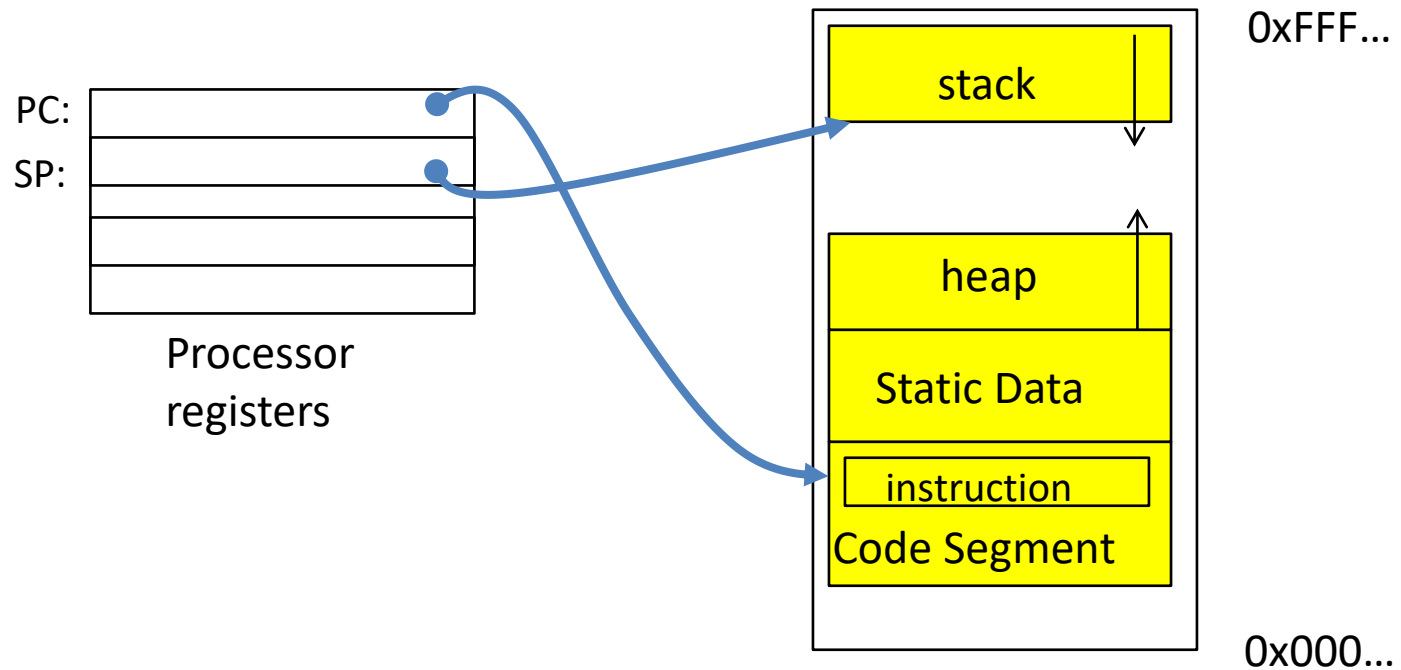 PC:
SP:
Processor
registers
0xFFF...
stack
heap
Static Data
instruction
Code Segment
0x000...